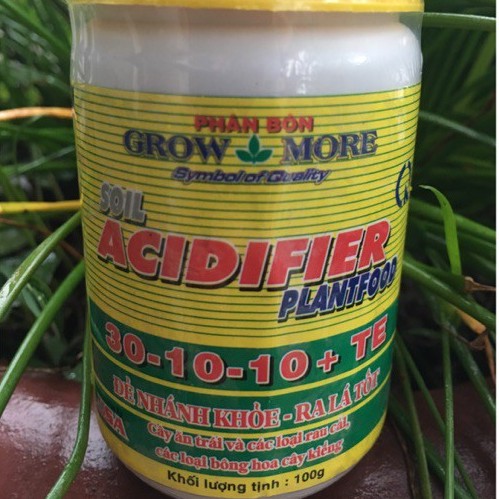 PHÂN BÓN
GROW MORE
Symbol of Quality
SOIL
ACIDIFIER
PLANTFOOD
30-10-10 + TE
ĐẺ NHÁNH KHỎE - RA LÁ TỐT
Cây ăn trái và các loại rau cải,
các loại bông hoa cây kiểng
Khối lượng tịnh : 100g